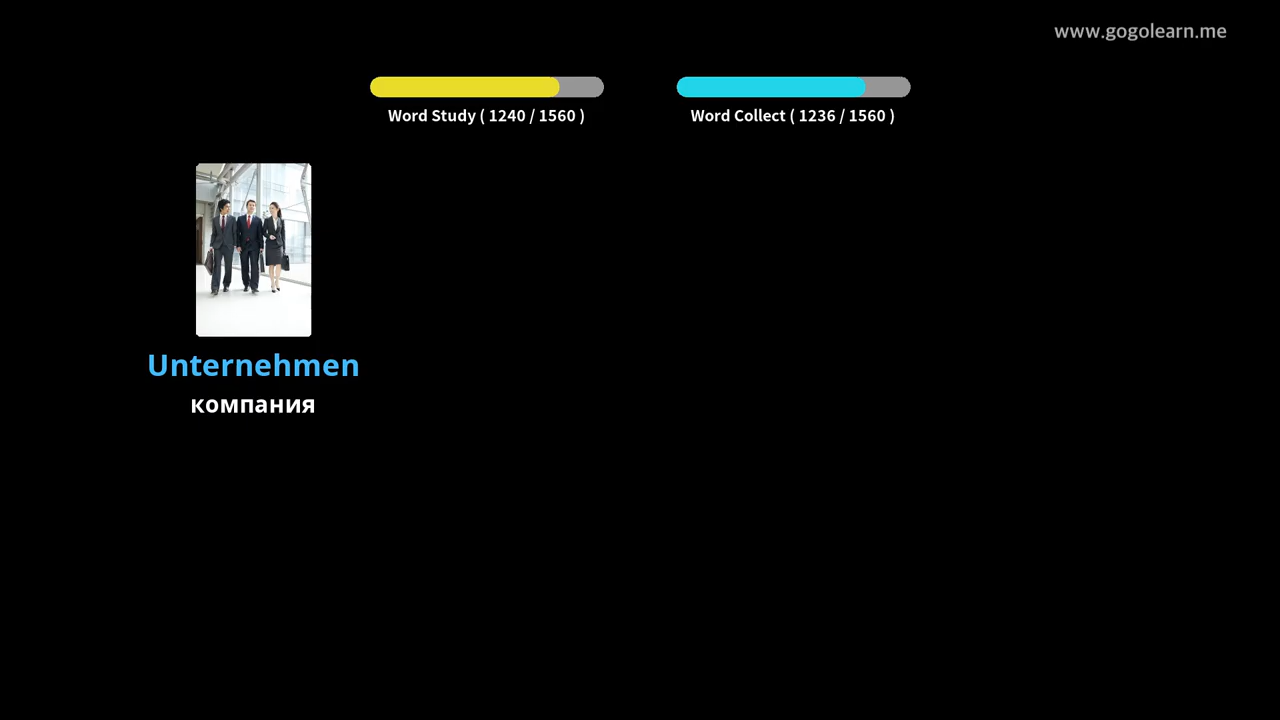 www.gogolearn.me
Word Study ( 1240 / 1560 )
Word Collect ( 1236 / 1560 )
Unternehmen
компания